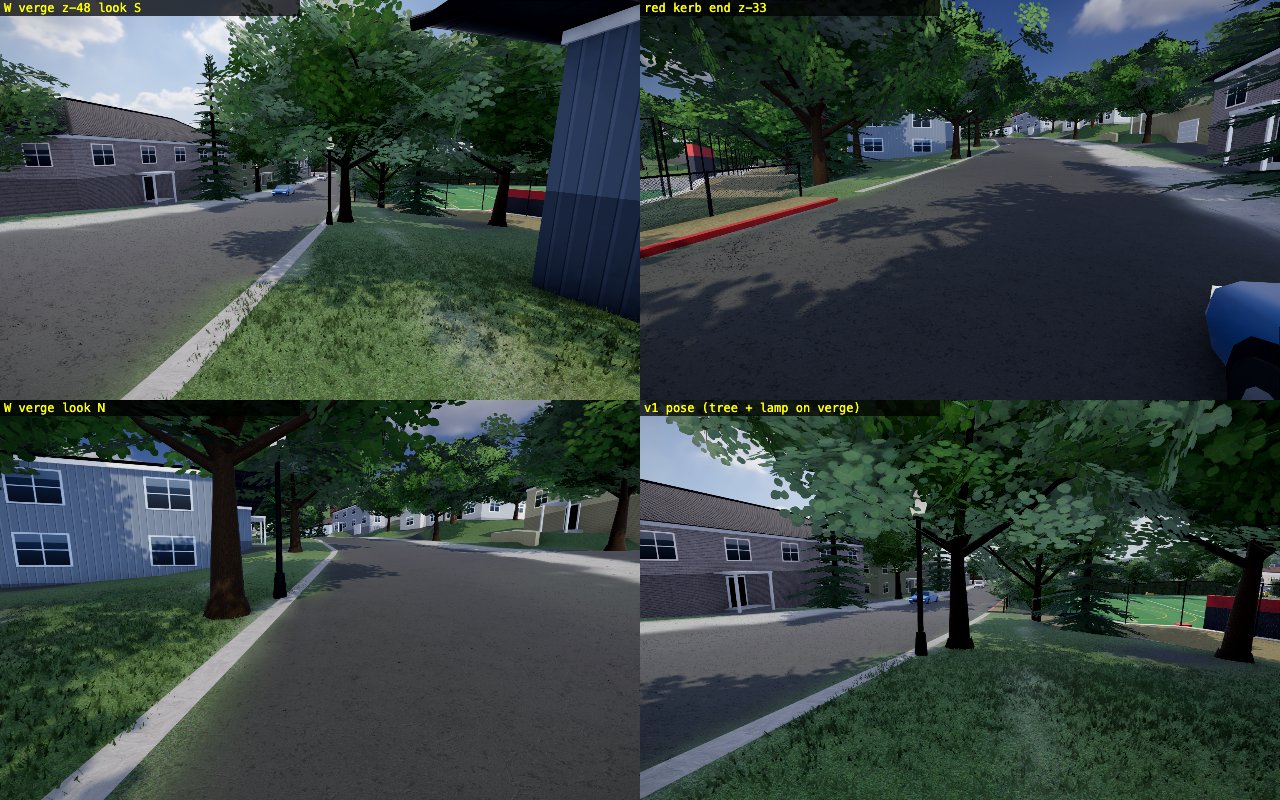 W verge z-48 look S
red kerb end z-33
W verge look N
v1 pose (tree + lamp on verge)